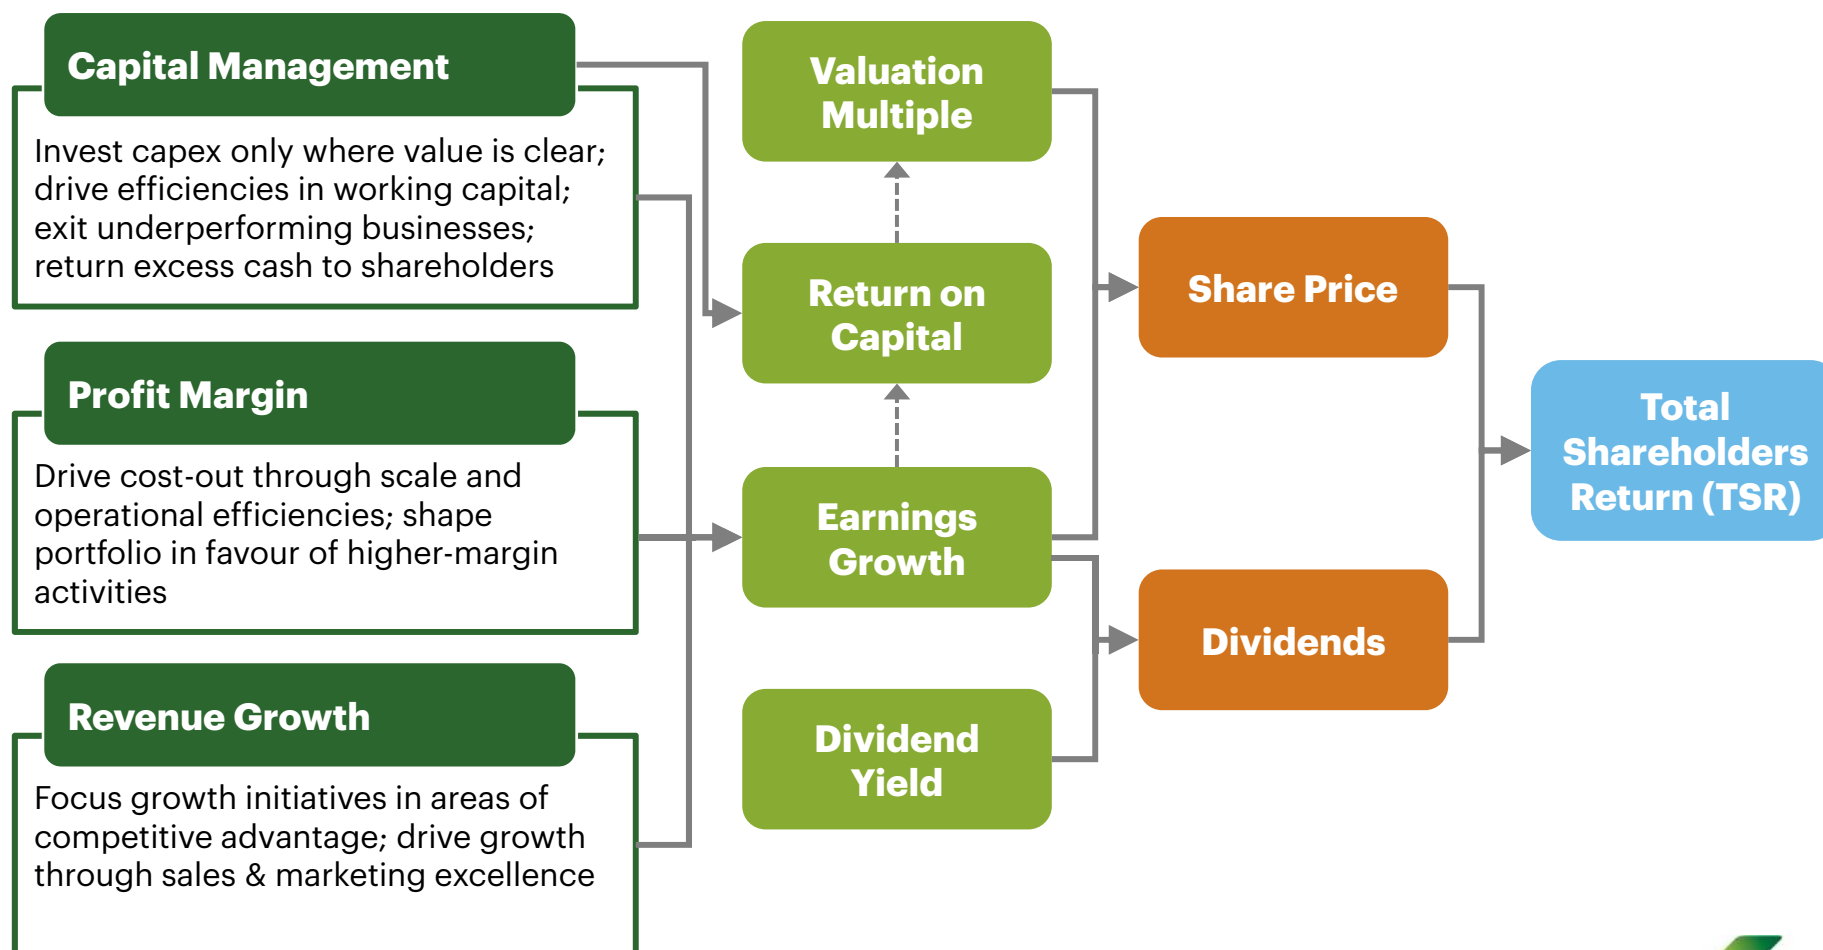 Capital Management
Invest capex only where value is clear;
drive efficiencies in working capital;
exit underperforming businesses;
return excess cash to shareholders
Profit Margin
Drive cost-out through scale and
operational efficiencies; shape
portfolio in favour of higher-margin
activities
Revenue Growth
Focus growth initiatives in areas of
competitive advantage; drive growth
through sales & marketing excellence
Valuation
Multiple
Return on
Capital
Earnings
Growth
Dividend
Yield
Share Price
Dividends
Total
Shareholders
Return (TSR)